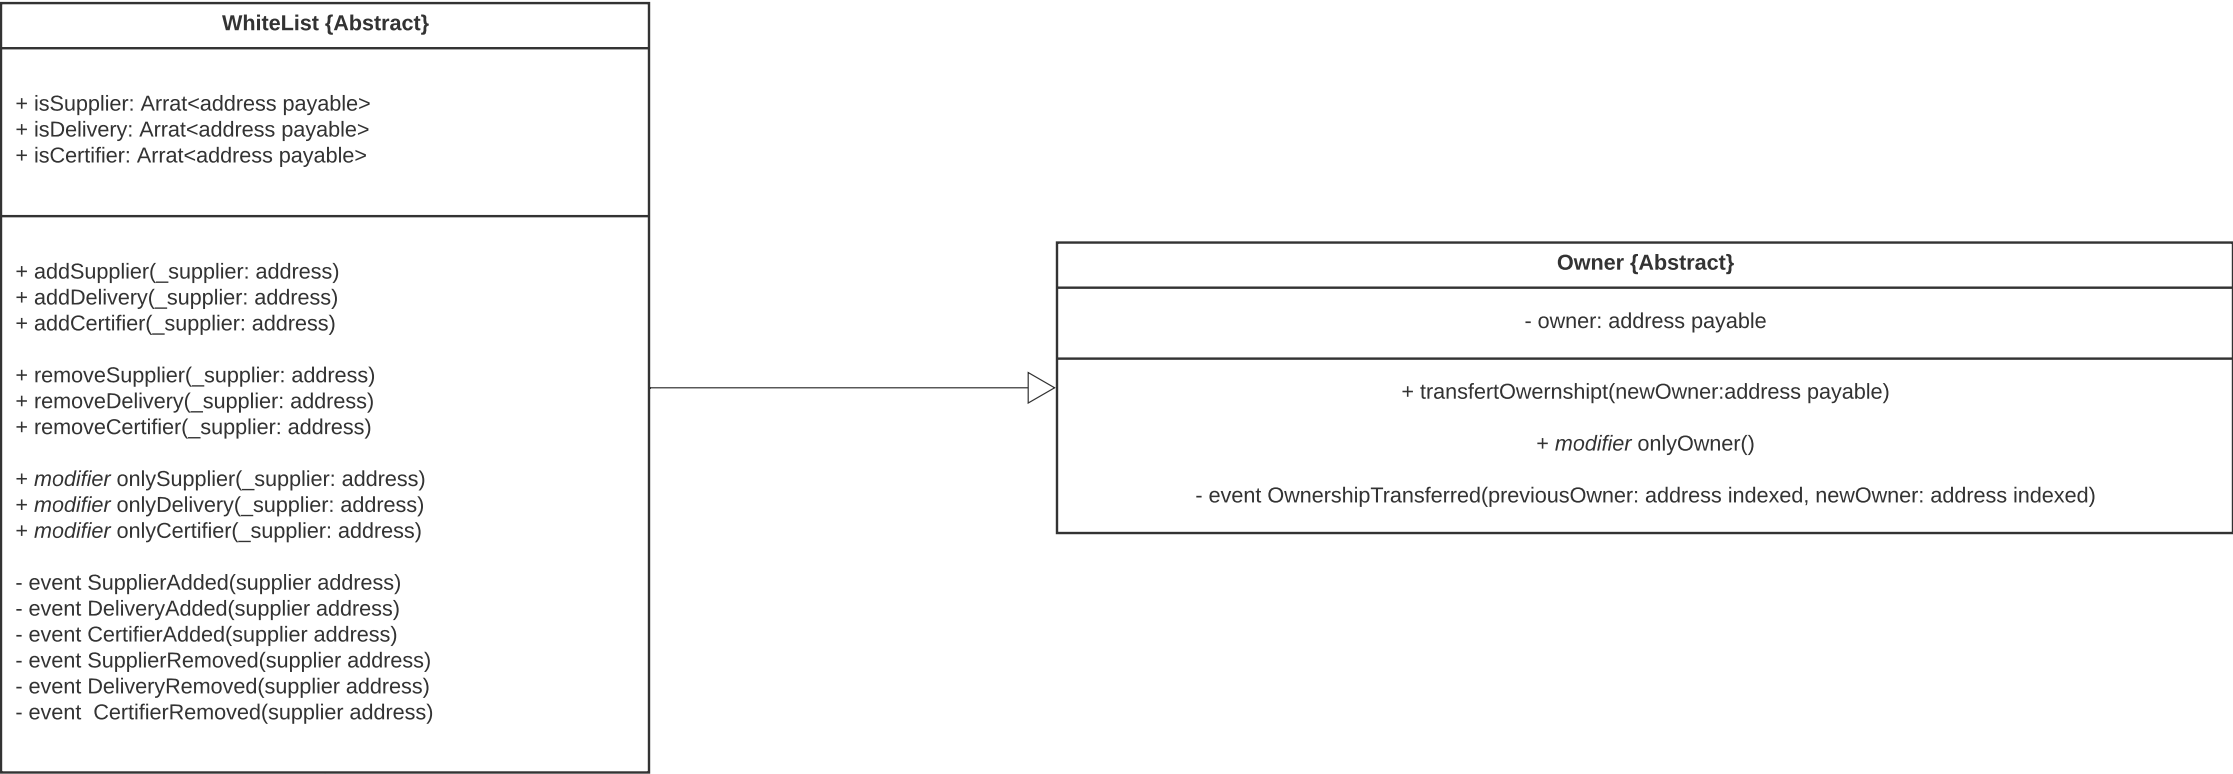 WhiteList {Abstract}
+ isSupplier: Arrat<address payable>
+ isDelivery: Arrat<address payable>
+ isCertifier: Arrat<address payable>
+ addSupplier(_supplier: address)
+ addDelivery(_supplier: address)
+ addCertifier(_supplier: address)
+ removeSupplier(_supplier: address)
+ removeDelivery(_supplier: address)
+ removeCertifier(_supplier: address)
+ modifier onlySupplier(_supplier: address)
+ modifier onlyDelivery(_supplier: address)
+ modifier onlyCertifier(_supplier: address)
- event SupplierAdded(supplier address)
- event DeliveryAdded(supplier address)
- event CertifierAdded(supplier address)
- event SupplierRemoved(supplier address)
- event DeliveryRemoved(supplier address)
- event  CertifierRemoved(supplier address)
Owner {Abstract}
- owner: address payable
+ transfertOwernshipt(newOwner:address payable)
+ modifier onlyOwner()
- event OwnershipTransferred(previousOwner: address indexed, newOwner: address indexed)